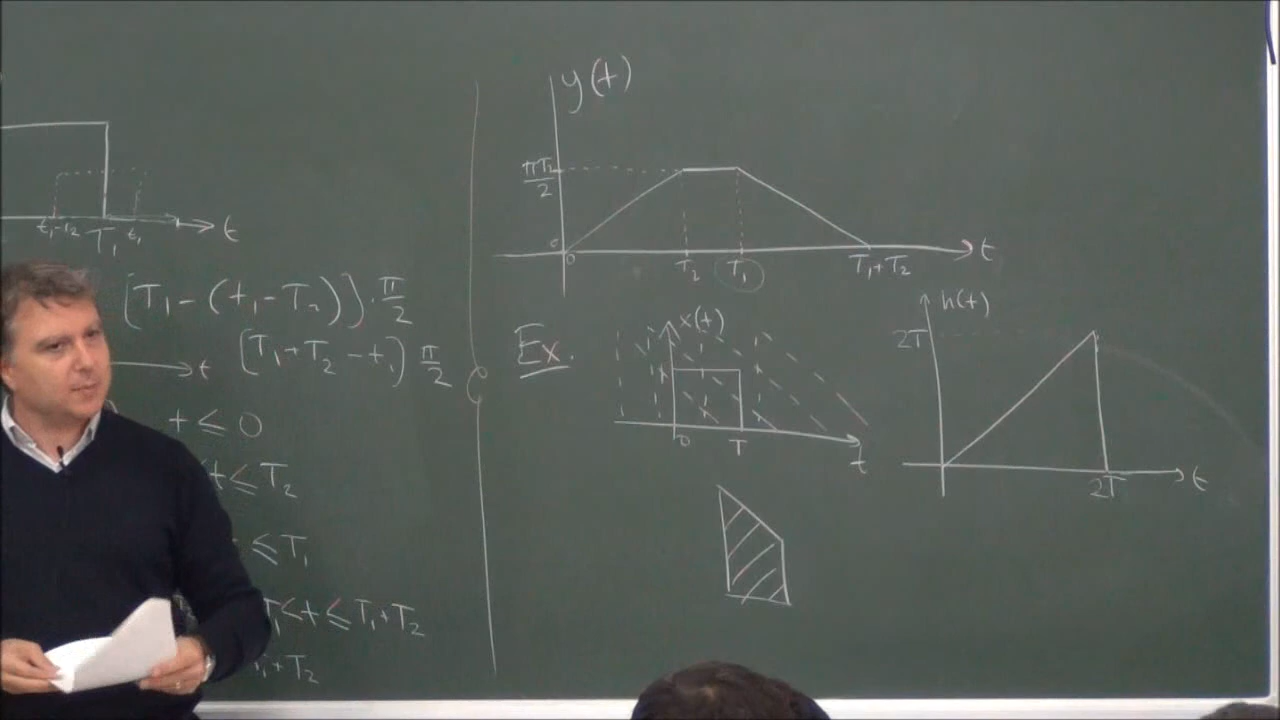 t₁-T₂ T₁ t₁ t
[T₁-(t₁-T₂)]·π/2
t (T₁+T₂-t₁) π/2
t ≤ 0
t ≤ T₂
≤ T₁
T₁ < t ≤ T₁+T₂
T₁+T₂
y(t)
πT₂/2
0 0 T₂ T₁ T₁+T₂ t
Ex.
x(t)
0 T t
h(t)
2T
2T t